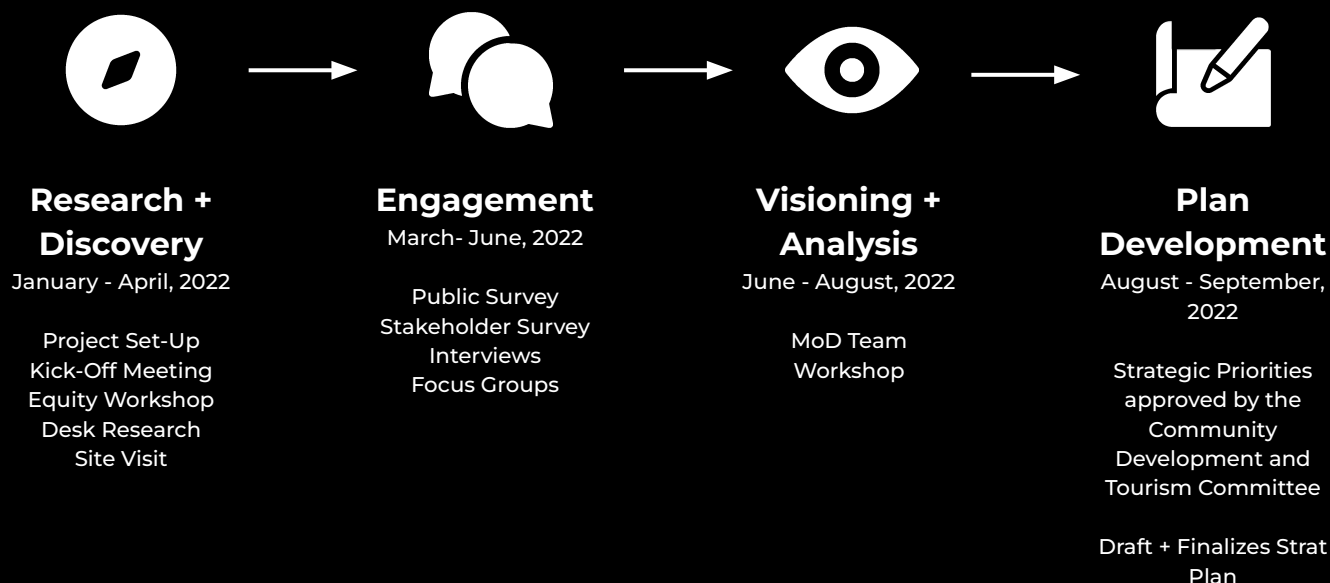 Research +
Discovery
January - April, 2022
Project Set-Up
Kick-Off Meeting
Equity Workshop
Desk Research
Site Visit
Engagement
March- June, 2022
Public Survey
Stakeholder Survey
Interviews
Focus Groups
Visioning +
Analysis
June - August, 2022
MoD Team
Workshop
Plan
Development
August - September,
2022
Strategic Priorities
approved by the
Community
Development and
Tourism Committee
Draft + Finalizes Strat
Plan